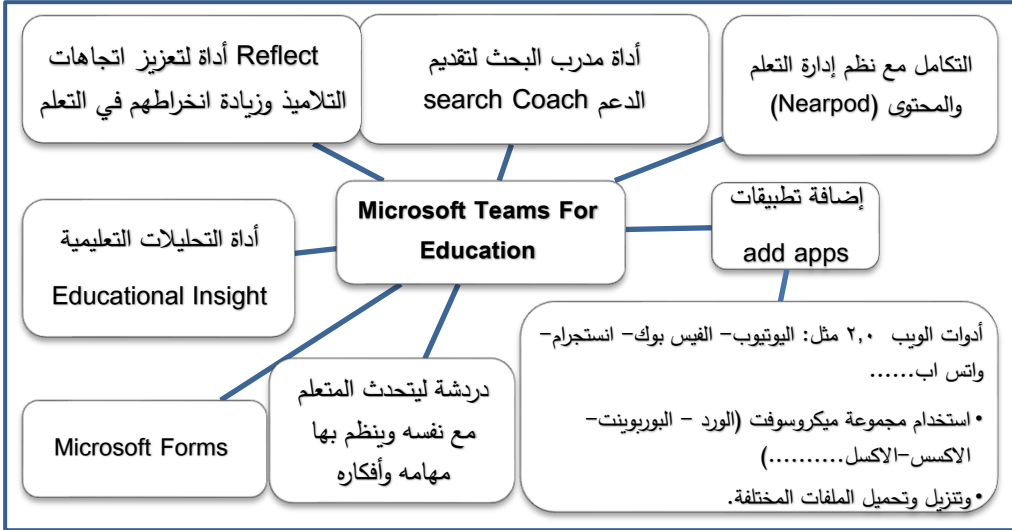 التكامل مع نظم إدارة التعلم
والمحتوى (Nearpod)
أداة مدرب البحث لتقديم
الدعم search Coach
Reflect أداة لتعزيز اتجاهات
التلاميذ وزيادة انخراطهم في التعلم
Microsoft Teams For
Education
إضافة تطبيقات
add apps
أداة التحليلات التعليمية
Educational Insight
أدوات الويب ٢,٠ مثل: اليوتيوب- الفيس بوك- انستجرام-
واتس اب......
• استخدام مجموعة ميكروسوفت (الورد - البوربوينت-
الاكسس-الاكسل..........)
• وتنزيل وتحميل الملفات المختلفة.
دردشة ليتحدث المتعلم
مع نفسه وينظم بها
مهامه وأفكاره
Microsoft Forms